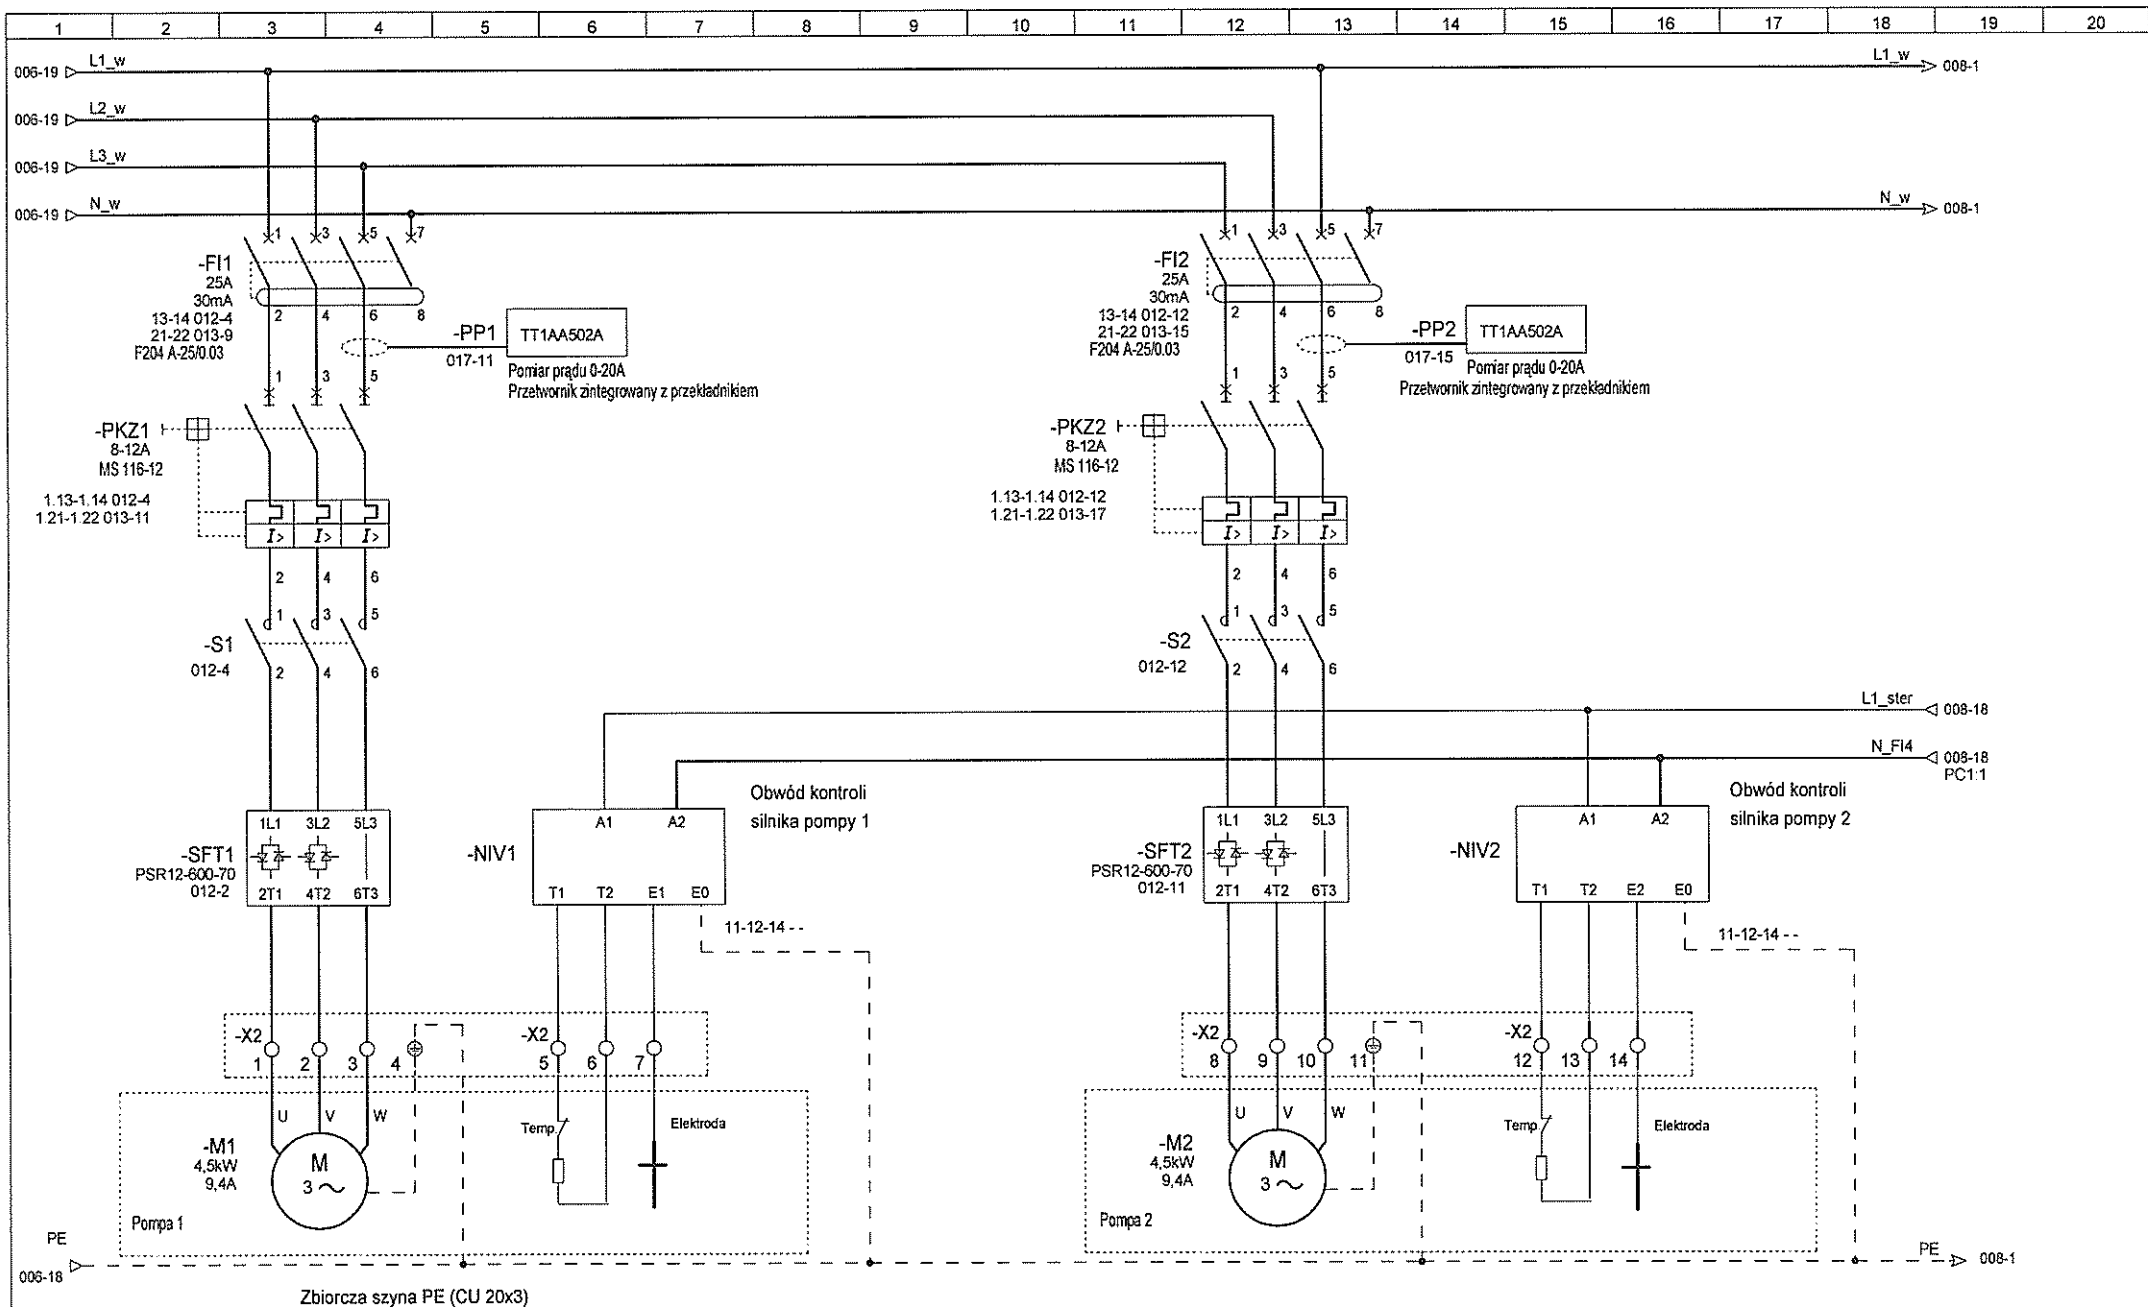 1 2 3 4 5 6 7 8 9 10 11 12 13 14 15 16 17 18 19 20
006-19 L1_w L1_w 008-1
006-19 L2_w
006-19 L3_w
006-19 N_w N_w 008-1
1 3 5 7
-FI1
25A
30mA
13-14 012-4
21-22 013-9
F204 A-25/0.03
2 4 6 8
-PP1
017-11
TT1AA502A
Pomiar prądu 0-20A
Przetwornik zintegrowany z przekładnikiem
1 3 5
-PKZ1
8-12A
MS 116-12
1.13-1.14 012-4
1.21-1.22 013-11
I> I> I>
2 4 6
1 3 5
-S1
012-4
2 4 6
1 3 5 7
-FI2
25A
30mA
13-14 012-12
21-22 013-15
F204 A-25/0.03
2 4 6 8
-PP2
017-15
TT1AA502A
Pomiar prądu 0-20A
Przetwornik zintegrowany z przekładnikiem
1 3 5
-PKZ2
8-12A
MS 116-12
1.13-1.14 012-12
1.21-1.22 013-17
I> I> I>
2 4 6
1 3 5
-S2
012-12
2 4 6
L1_ster 008-18
N_FI4 008-18
PC1:1
1L1 3L2 5L3
-SFT1
PSR12-600-70
012-2
2T1 4T2 6T3
A1 A2
-NIV1
T1 T2 E1 E0
Obwód kontroli
silnika pompy 1
11-12-14 - -
1L1 3L2 5L3
-SFT2
PSR12-600-70
012-11
2T1 4T2 6T3
A1 A2
-NIV2
T1 T2 E2 E0
Obwód kontroli
silnika pompy 2
11-12-14 - -
-X2
1 2 3 4
-X2
5 6 7
-X2
8 9 10 11
-X2
12 13 14
U V W
-M1
4,5kW
9,4A
M
3
Temp.
Elektroda
Pompa 1
U V W
-M2
4,5kW
9,4A
M
3
Temp.
Elektroda
Pompa 2
PE
006-18
PE 008-1
Zbiorcza szyna PE (CU 20x3)